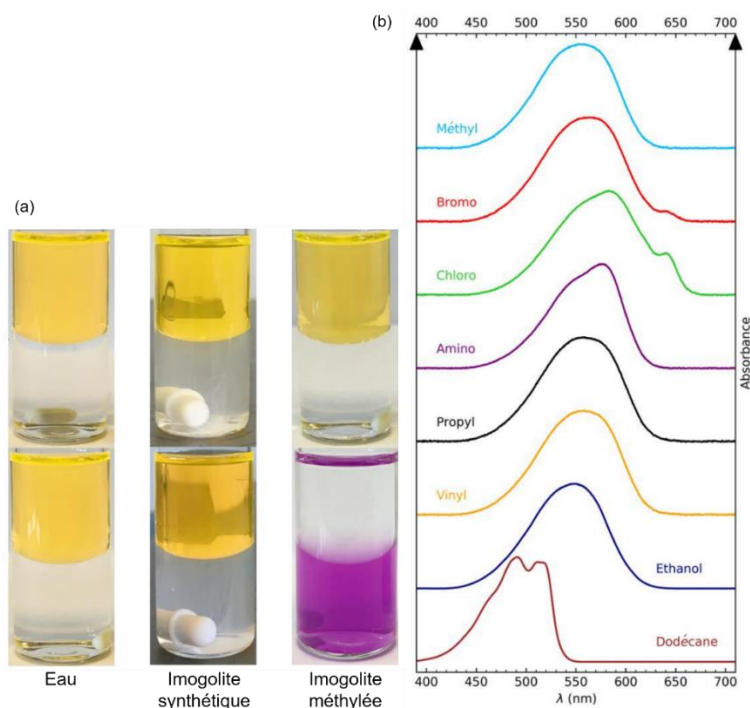 (b)
400 450 500 550 600 650 700
Méthyl
Bromo
(a)
Chloro
Amino
Absorbance
Propyl
Vinyl
Ethanol
Dodécane
400 450 500 550 600 650 700
λ (nm)
Eau
Imogolite
synthétique
Imogolite
méthylée